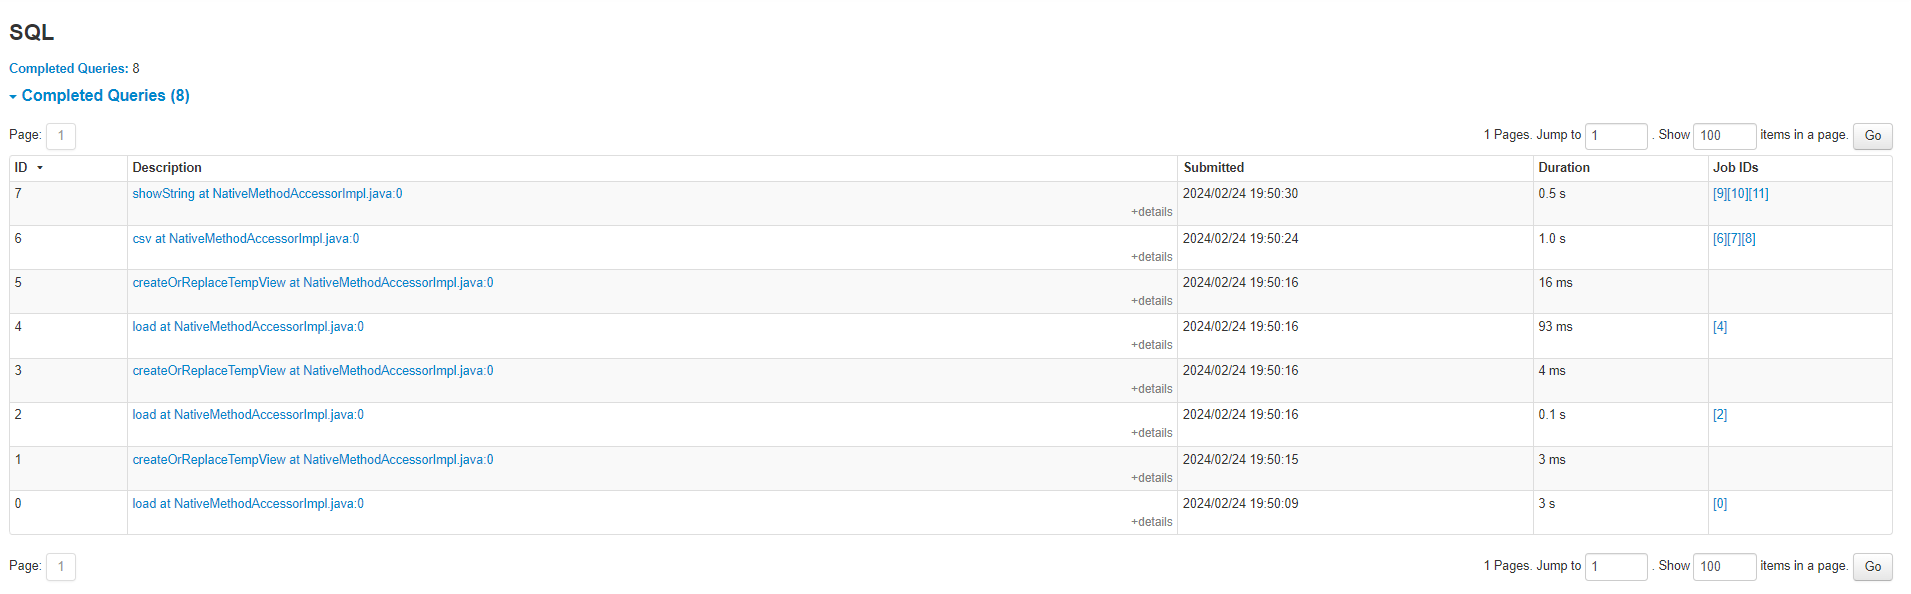 SQL
Completed Queries: 8
Completed Queries (8)
Page: 1 1 Pages. Jump to 1 . Show 100 items in a page. Go
ID Description Submitted Duration Job IDs
7 showString at NativeMethodAccessorImpl.java:0 2024/02/24 19:50:30 0.5 s [9][10][11]
+details
6 csv at NativeMethodAccessorImpl.java:0 2024/02/24 19:50:24 1.0 s [6][7][8]
+details
5 createOrReplaceTempView at NativeMethodAccessorImpl.java:0 2024/02/24 19:50:16 16 ms
+details
4 load at NativeMethodAccessorImpl.java:0 2024/02/24 19:50:16 93 ms [4]
+details
3 createOrReplaceTempView at NativeMethodAccessorImpl.java:0 2024/02/24 19:50:16 4 ms
+details
2 load at NativeMethodAccessorImpl.java:0 2024/02/24 19:50:16 0.1 s [2]
+details
1 createOrReplaceTempView at NativeMethodAccessorImpl.java:0 2024/02/24 19:50:15 3 ms
+details
0 load at NativeMethodAccessorImpl.java:0 2024/02/24 19:50:09 3 s [0]
+details
Page: 1 1 Pages. Jump to 1 . Show 100 items in a page. Go